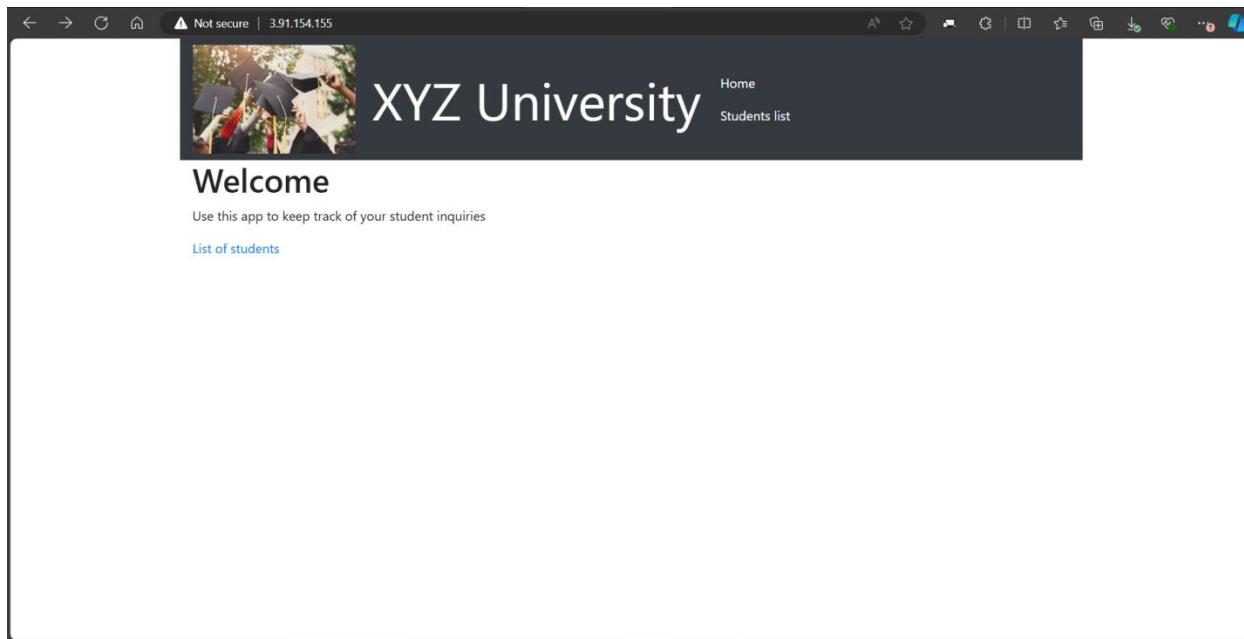 Not secure | 3.91.154.155
XYZ University
Home
Students list
Welcome
Use this app to keep track of your student inquiries
List of students